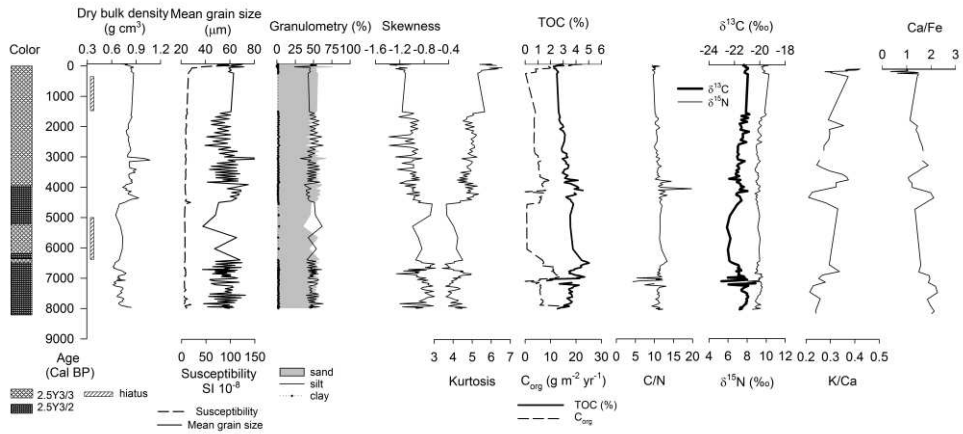 Dry bulk density
(g cm³)
Mean grain size
(μm)
Granulometry (%)
Skewness
TOC (%)
δ¹³C (‰)
Ca/Fe
Color
0.3 0.6 0.9 1.2
20 40 60 80
0 25 50 75 100
-1.6 -1.2 -0.8 -0.4
0 1 2 3 4 5 6
-24 -22 -20 -18
0 1 2 3
0
1000
2000
3000
4000
5000
6000
7000
8000
9000
δ¹³C
δ¹⁵N
Age
(Cal BP)
2.5Y3/3
2.5Y3/2
hiatus
0 50 100 150
Susceptibility
SI 10⁻⁸
Susceptibility
Mean grain size
sand
silt
clay
3 4 5 6 7
Kurtosis
0 10 20 30
Corg (g m⁻² yr⁻¹)
TOC (%)
Corg
0 10 20
C/N
4 6 8 10 12
δ¹⁵N (‰)
0.2 0.3 0.4 0.5
K/Ca